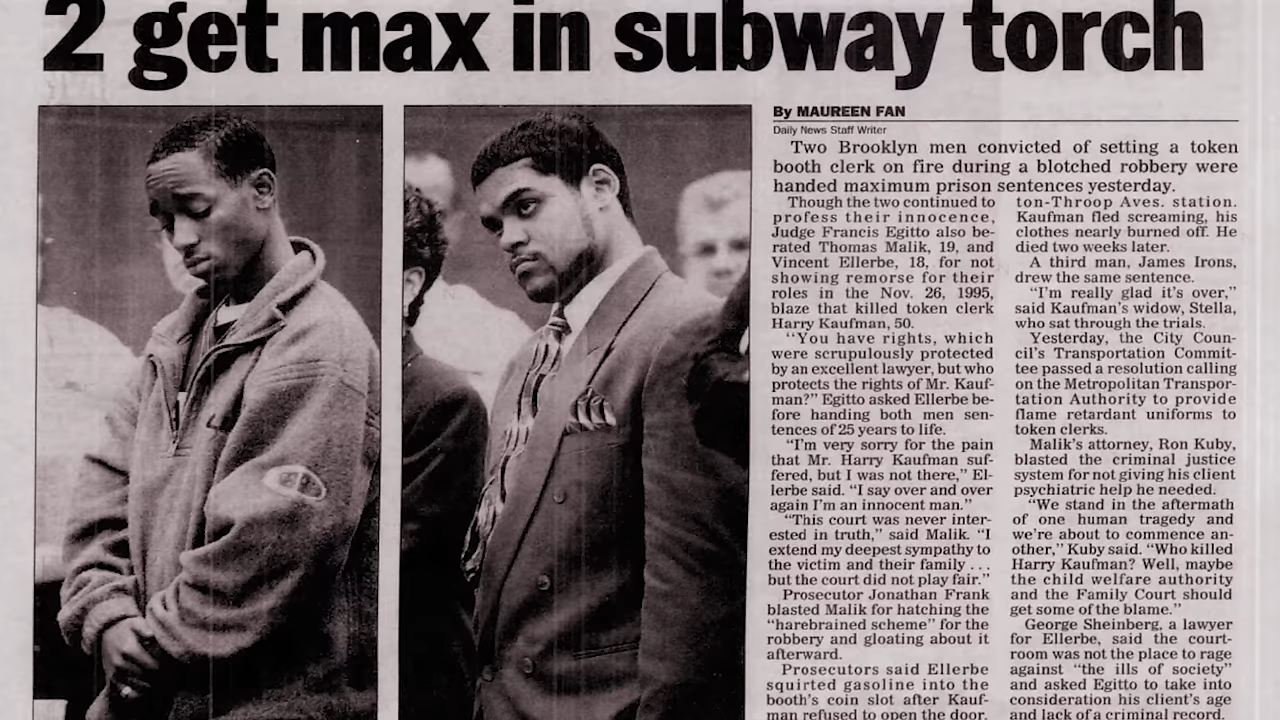 2 get max in subway torch
By MAUREEN FAN
Daily News Staff Writer
Two Brooklyn men convicted of setting a token
booth clerk on fire during a blotched robbery were
handed maximum prison sentences yesterday.
Though the two continued to
profess their innocence,
Judge Francis Egitto also be-
rated Thomas Malik, 19, and
Vincent Ellerbe, 18, for not
showing remorse for their
roles in the Nov. 26, 1995,
blaze that killed token clerk
Harry Kaufman, 50.
“You have rights, which
were scrupulously protected
by an excellent lawyer, but who
protects the rights of Mr. Kauf-
man?” Egitto asked Ellerbe be-
fore handing both men sen-
tences of 25 years to life.
“I'm very sorry for the pain
that Mr. Harry Kaufman suf-
fered, but I was not there,” El-
lerbe said. “I say over and over
again I'm an innocent man.”
“This court was never inter-
ested in truth,” said Malik. “I
extend my deepest sympathy to
the victim and their family . . .
but the court did not play fair.”
Prosecutor Jonathan Frank
blasted Malik for hatching the
“harebrained scheme” for the
robbery and gloating about it
afterward.
Prosecutors said Ellerbe
squirted gasoline into the
booth's coin slot after Kauf-
man refused to open the door.
ton-Throop Aves. station.
Kaufman fled screaming, his
clothes nearly burned off. He
died two weeks later.
A third man, James Irons,
drew the same sentence.
“I'm really glad it's over,”
said Kaufman's widow, Stella,
who sat through the trials.
Yesterday, the City Coun-
cil's Transportation Commit-
tee passed a resolution calling
on the Metropolitan Transpor-
tation Authority to provide
flame retardant uniforms to
token clerks.
Malik's attorney, Ron Kuby,
blasted the criminal justice
system for not giving his client
psychiatric help he needed.
“We stand in the aftermath
of one human tragedy and
we're about to commence an-
other,” Kuby said. “Who killed
Harry Kaufman? Well, maybe
the child welfare authority
and the Family Court should
get some of the blame.”
George Sheinberg, a lawyer
for Ellerbe, said the court-
room was not the place to rage
against “the ills of society”
and asked Egitto to take into
consideration his client's age
and lack of a criminal record.